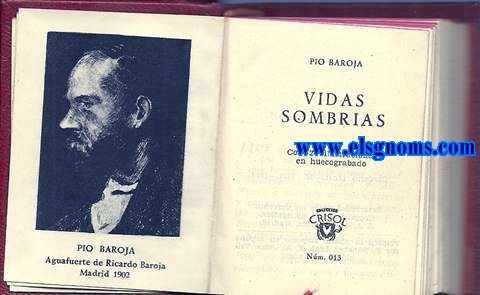 PIO BAROJA
Aguafuerte de Ricardo Baroja
Madrid 1902
PIO BAROJA
VIDAS
SOMBRIAS
www.elsgnoms.com
en huecograbado
COLECCION
CRISOL
Núm. 013